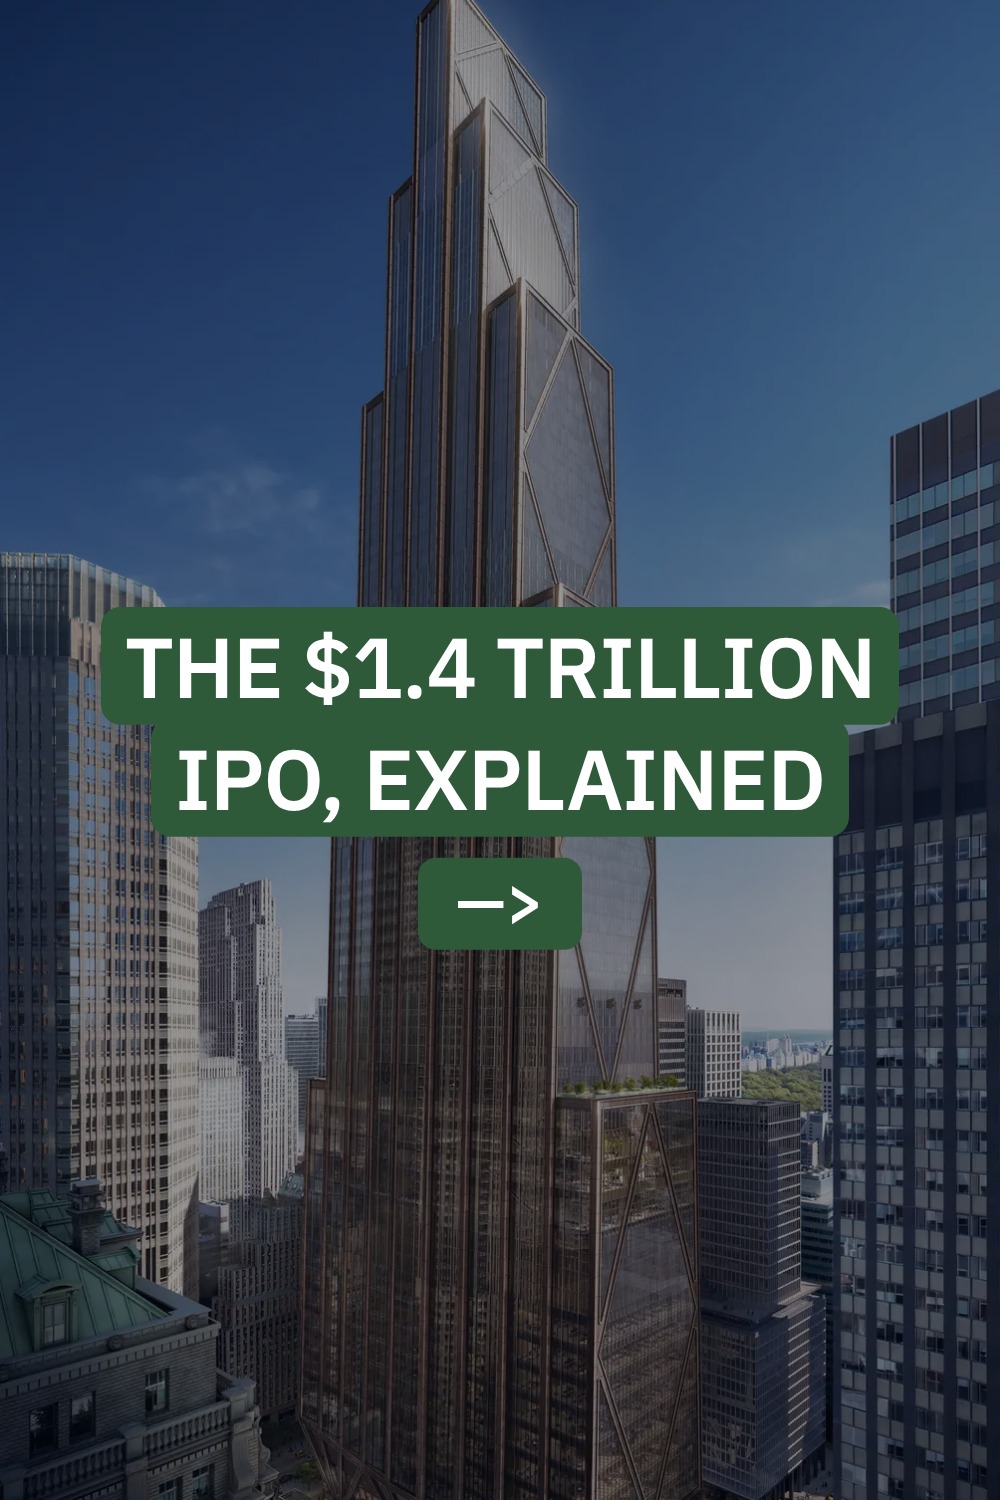 THE $1.4 TRILLION
IPO, EXPLAINED
—>